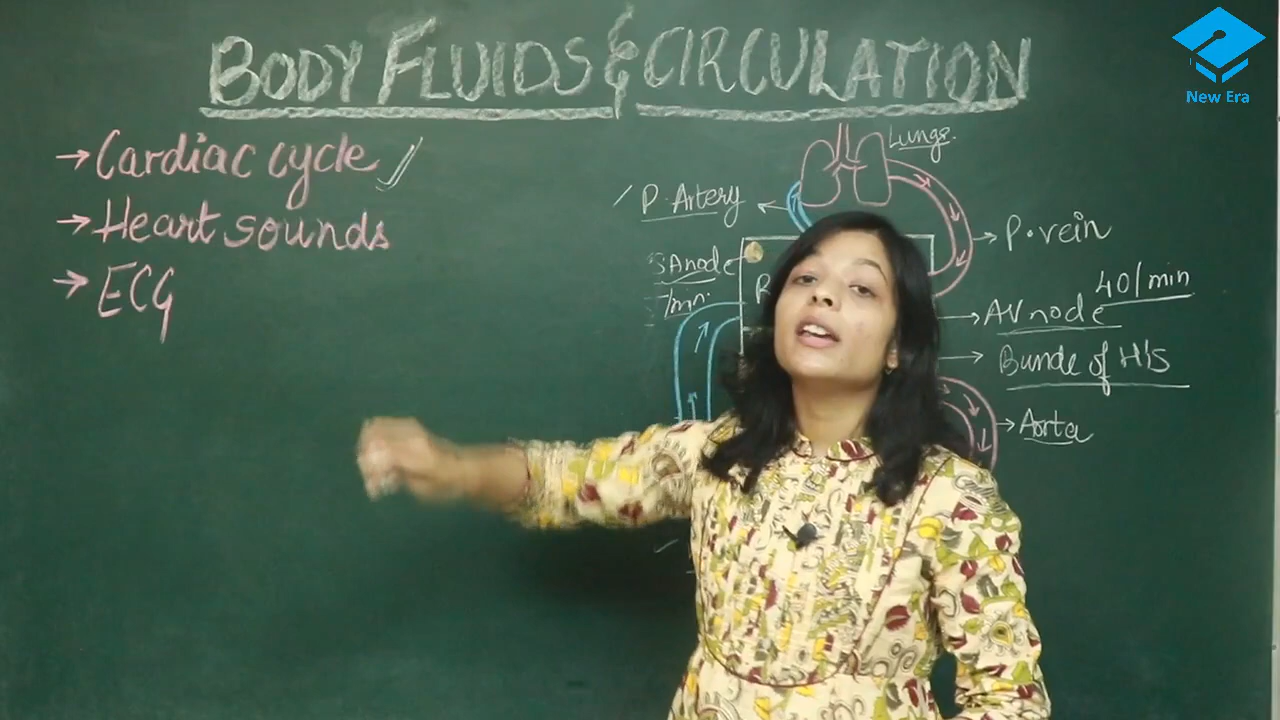 BODY FLUIDS & CIRCULATION
→ Cardiac cycle ✓
→ Heart sounds
→ ECG
Lungs.
P. Artery
P. vein
SA node
/min.
R
40/min
AV node
Bunde of His
Aorta
New Era